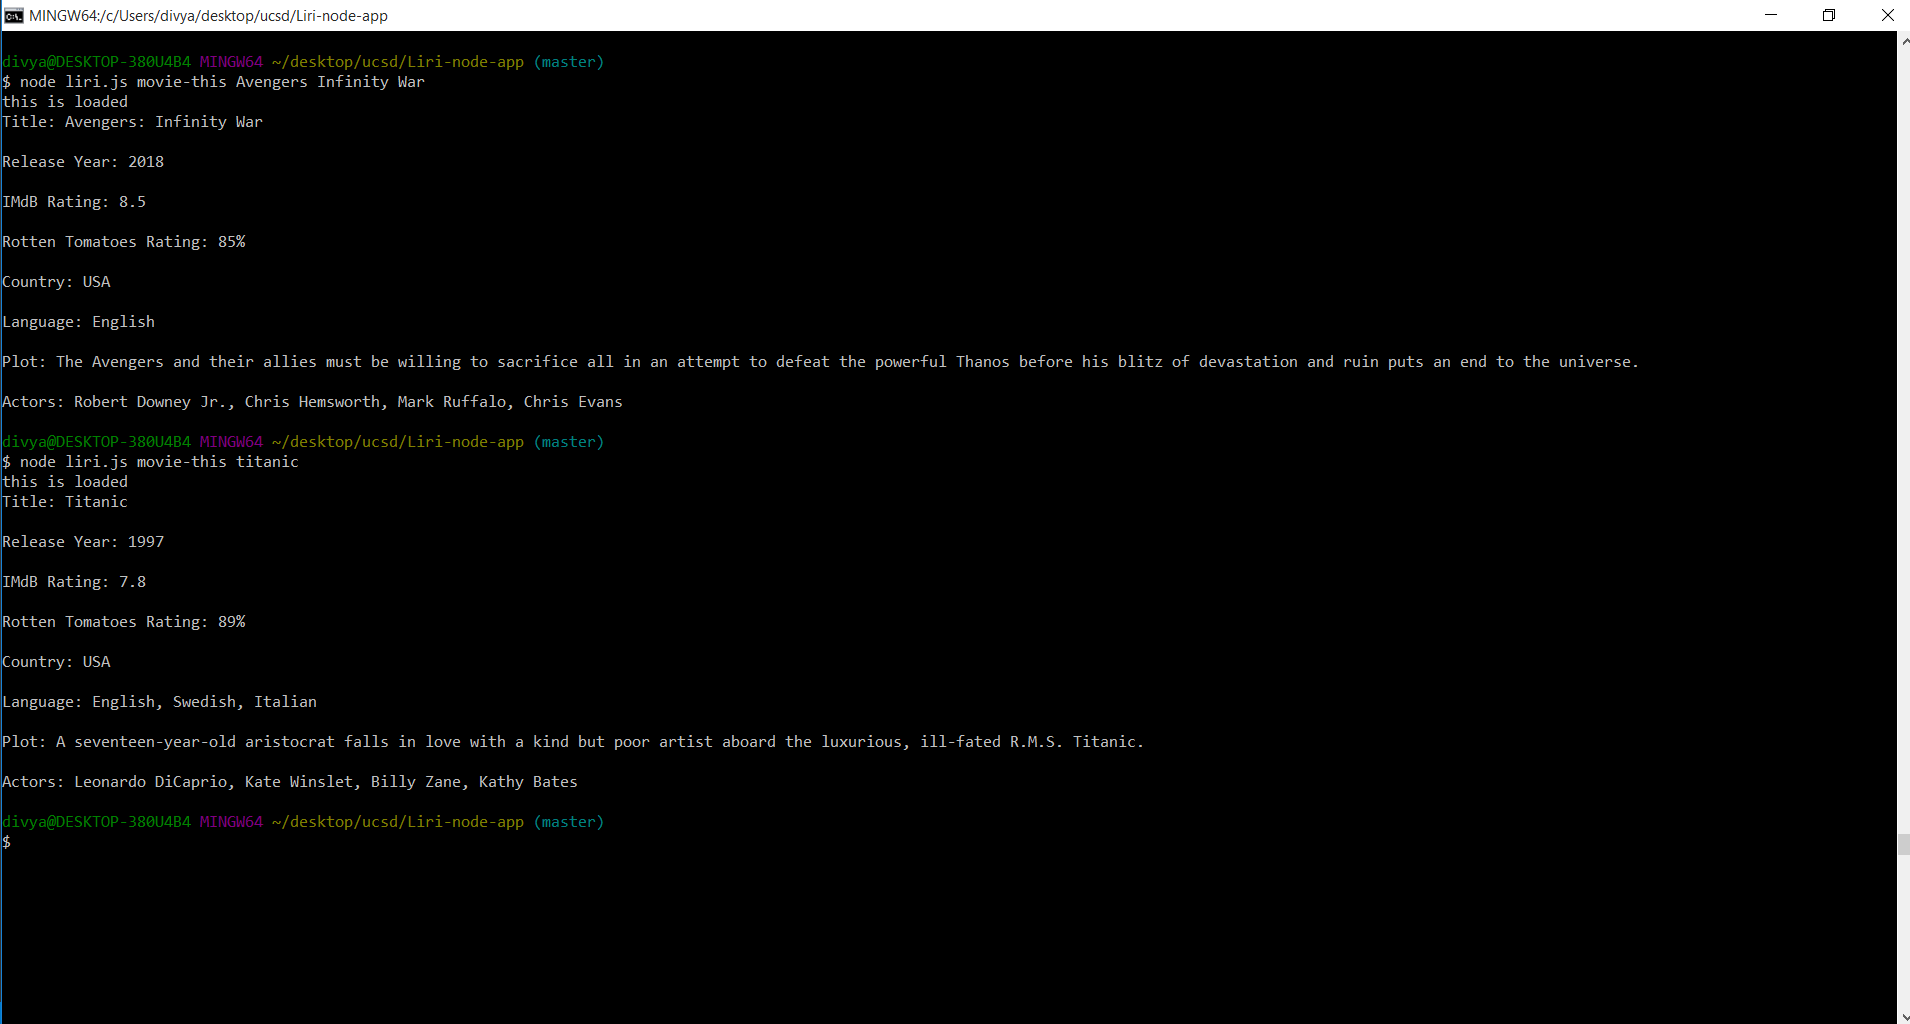 MINGW64:/c/Users/divya/desktop/ucsd/Liri-node-app
divya@DESKTOP-380U4B4 MINGW64 ~/desktop/ucsd/Liri-node-app (master)
$ node liri.js movie-this Avengers Infinity War
this is loaded
Title: Avengers: Infinity War
Release Year: 2018
IMdB Rating: 8.5
Rotten Tomatoes Rating: 85%
Country: USA
Language: English
Plot: The Avengers and their allies must be willing to sacrifice all in an attempt to defeat the powerful Thanos before his blitz of devastation and ruin puts an end to the universe.
Actors: Robert Downey Jr., Chris Hemsworth, Mark Ruffalo, Chris Evans
divya@DESKTOP-380U4B4 MINGW64 ~/desktop/ucsd/Liri-node-app (master)
$ node liri.js movie-this titanic
this is loaded
Title: Titanic
Release Year: 1997
IMdB Rating: 7.8
Rotten Tomatoes Rating: 89%
Country: USA
Language: English, Swedish, Italian
Plot: A seventeen-year-old aristocrat falls in love with a kind but poor artist aboard the luxurious, ill-fated R.M.S. Titanic.
Actors: Leonardo DiCaprio, Kate Winslet, Billy Zane, Kathy Bates
divya@DESKTOP-380U4B4 MINGW64 ~/desktop/ucsd/Liri-node-app (master)
$